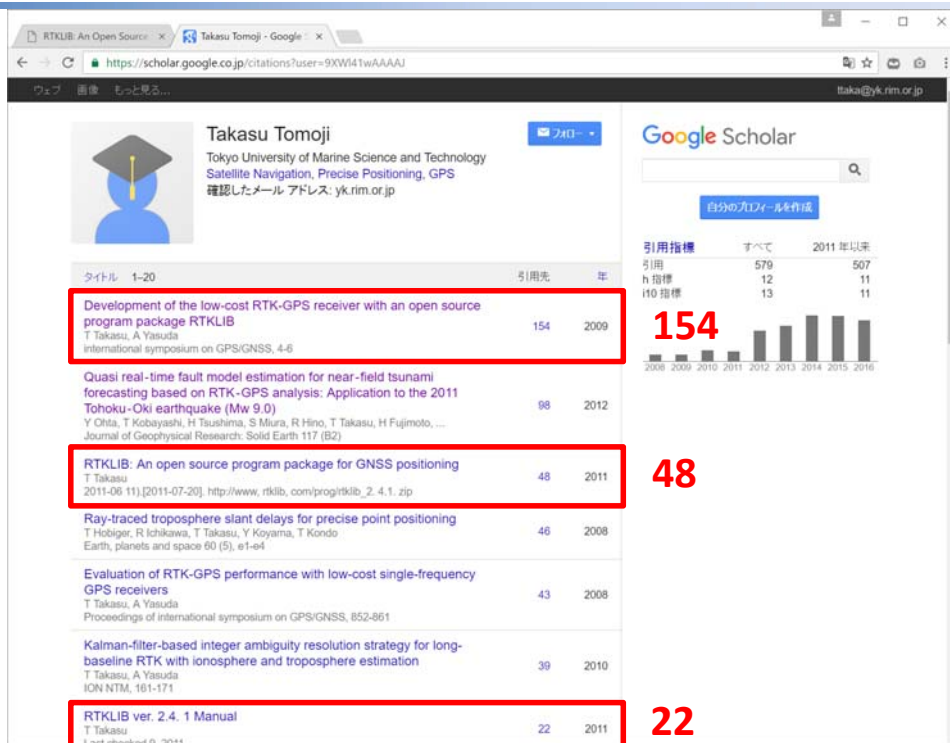 RTKLIB: An Open Source
Takasu Tomoji - Google S
https://scholar.google.co.jp/citations?user=9XWl41wAAAAJ
ウェブ 画像 もっと見る...
ttaka@yk.rim.or.jp
Takasu Tomoji
フォロー
Tokyo University of Marine Science and Technology
Satellite Navigation, Precise Positioning, GPS
確認したメール アドレス: yk.rim.or.jp
Google Scholar
自分のプロフィールを作成
引用指標 すべて 2011 年以来
引用 579 507
h 指標 12 11
i10 指標 13 11
2008 2009 2010 2011 2012 2013 2014 2015 2016
タイトル 1–20 引用先 年
Development of the low-cost RTK-GPS receiver with an open source
program package RTKLIB
T Takasu, A Yasuda
international symposium on GPS/GNSS, 4-6
154 2009
154
Quasi real-time fault model estimation for near-field tsunami
forecasting based on RTK-GPS analysis: Application to the 2011
Tohoku-Oki earthquake (Mw 9.0)
Y Ohta, T Kobayashi, H Tsushima, S Miura, R Hino, T Takasu, H Fujimoto, ...
Journal of Geophysical Research: Solid Earth 117 (B2)
98 2012
RTKLIB: An open source program package for GNSS positioning
T Takasu
2011-06 11).[2011-07-20]. http://www, rtklib, com/prog/rtklib_2. 4.1. zip
48 2011
48
Ray-traced troposphere slant delays for precise point positioning
T Hobiger, R Ichikawa, T Takasu, Y Koyama, T Kondo
Earth, planets and space 60 (5), e1-e4
46 2008
Evaluation of RTK-GPS performance with low-cost single-frequency
GPS receivers
T Takasu, A Yasuda
Proceedings of international symposium on GPS/GNSS, 852-861
43 2008
Kalman-filter-based integer ambiguity resolution strategy for long-
baseline RTK with ionosphere and troposphere estimation
T Takasu, A Yasuda
ION NTM, 161-171
39 2010
RTKLIB ver. 2.4. 1 Manual
T Takasu
Last checked 9, 2011
22 2011
22